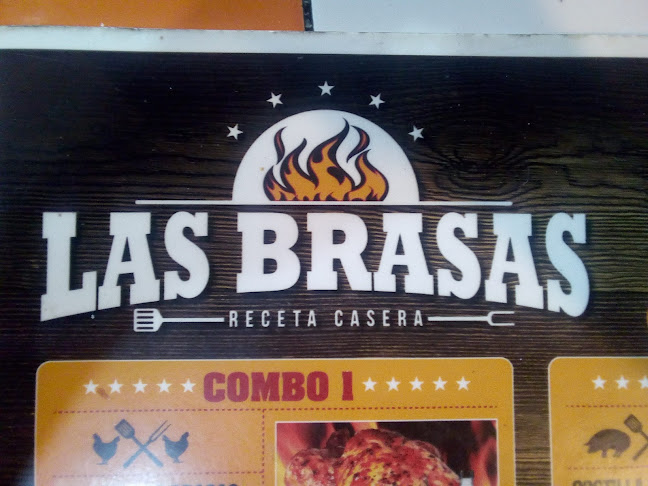 LAS BRASAS
RECETA CASERA
COMBO 1